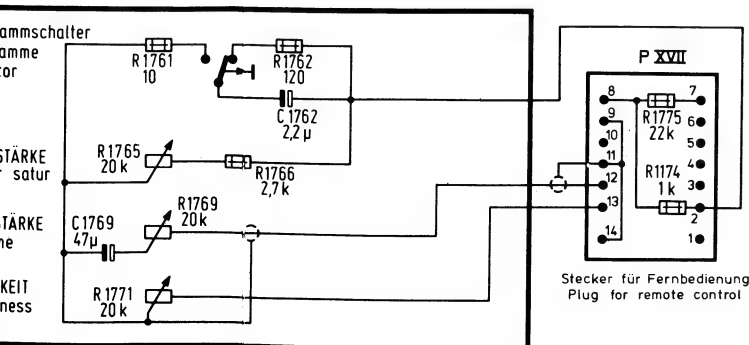 ammschalter
amme
tor
R1761
10
R1762
120
C1762
2,2µ
STÄRKE
r satur
R1765
20k
R1766
2,7k
STÄRKE
ne
C1769
47µ
R1769
20k
KEIT
ness
R1771
20k
P XVII
8
7
9
R1775
22k
6
10
5
11
4
12
R1174
1k
3
13
2
14
1
Stecker für Fernbedienung
Plug for remote control